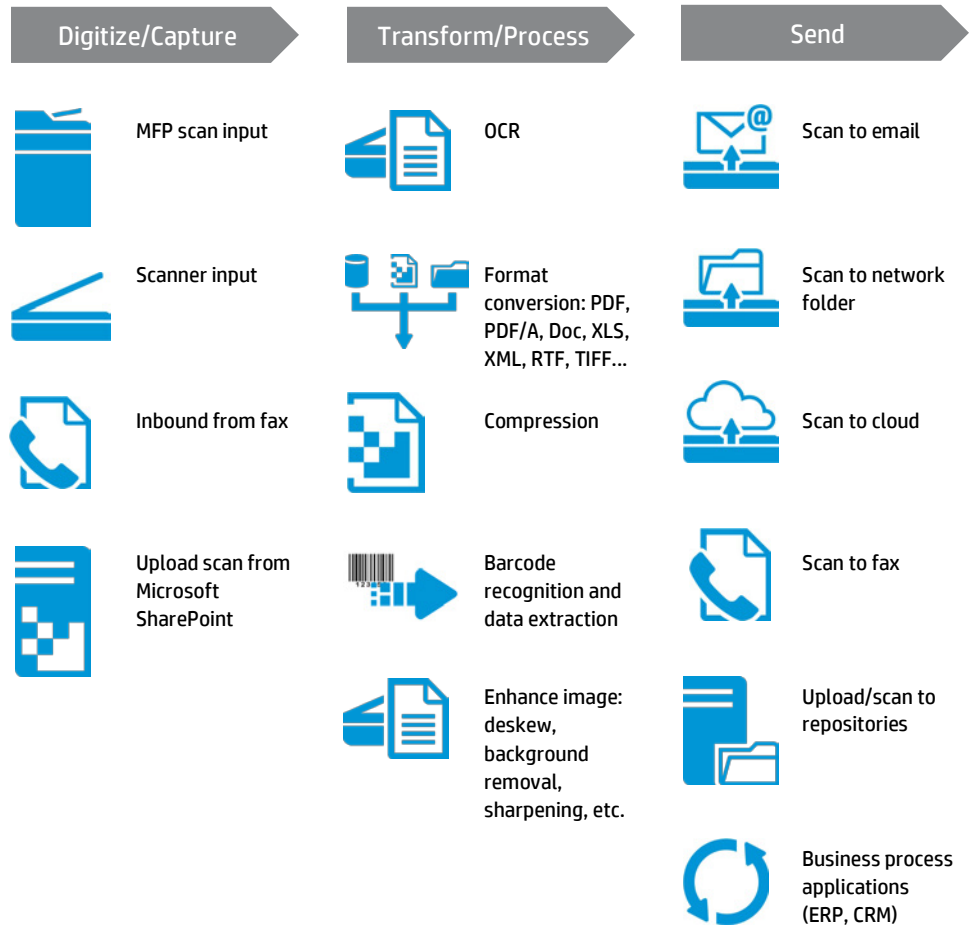 Digitize/Capture
Transform/Process
Send
MFP scan input
OCR
@
Scan to email
Scanner input
Format
conversion: PDF,
PDF/A, Doc, XLS,
XML, RTF, TIFF...
Scan to network
folder
Inbound from fax
Compression
Scan to cloud
Upload scan from
Microsoft
SharePoint
Barcode
recognition and
data extraction
Scan to fax
Enhance image:
deskew,
background
removal,
sharpening, etc.
Upload/scan to
repositories
Business process
applications
(ERP, CRM)